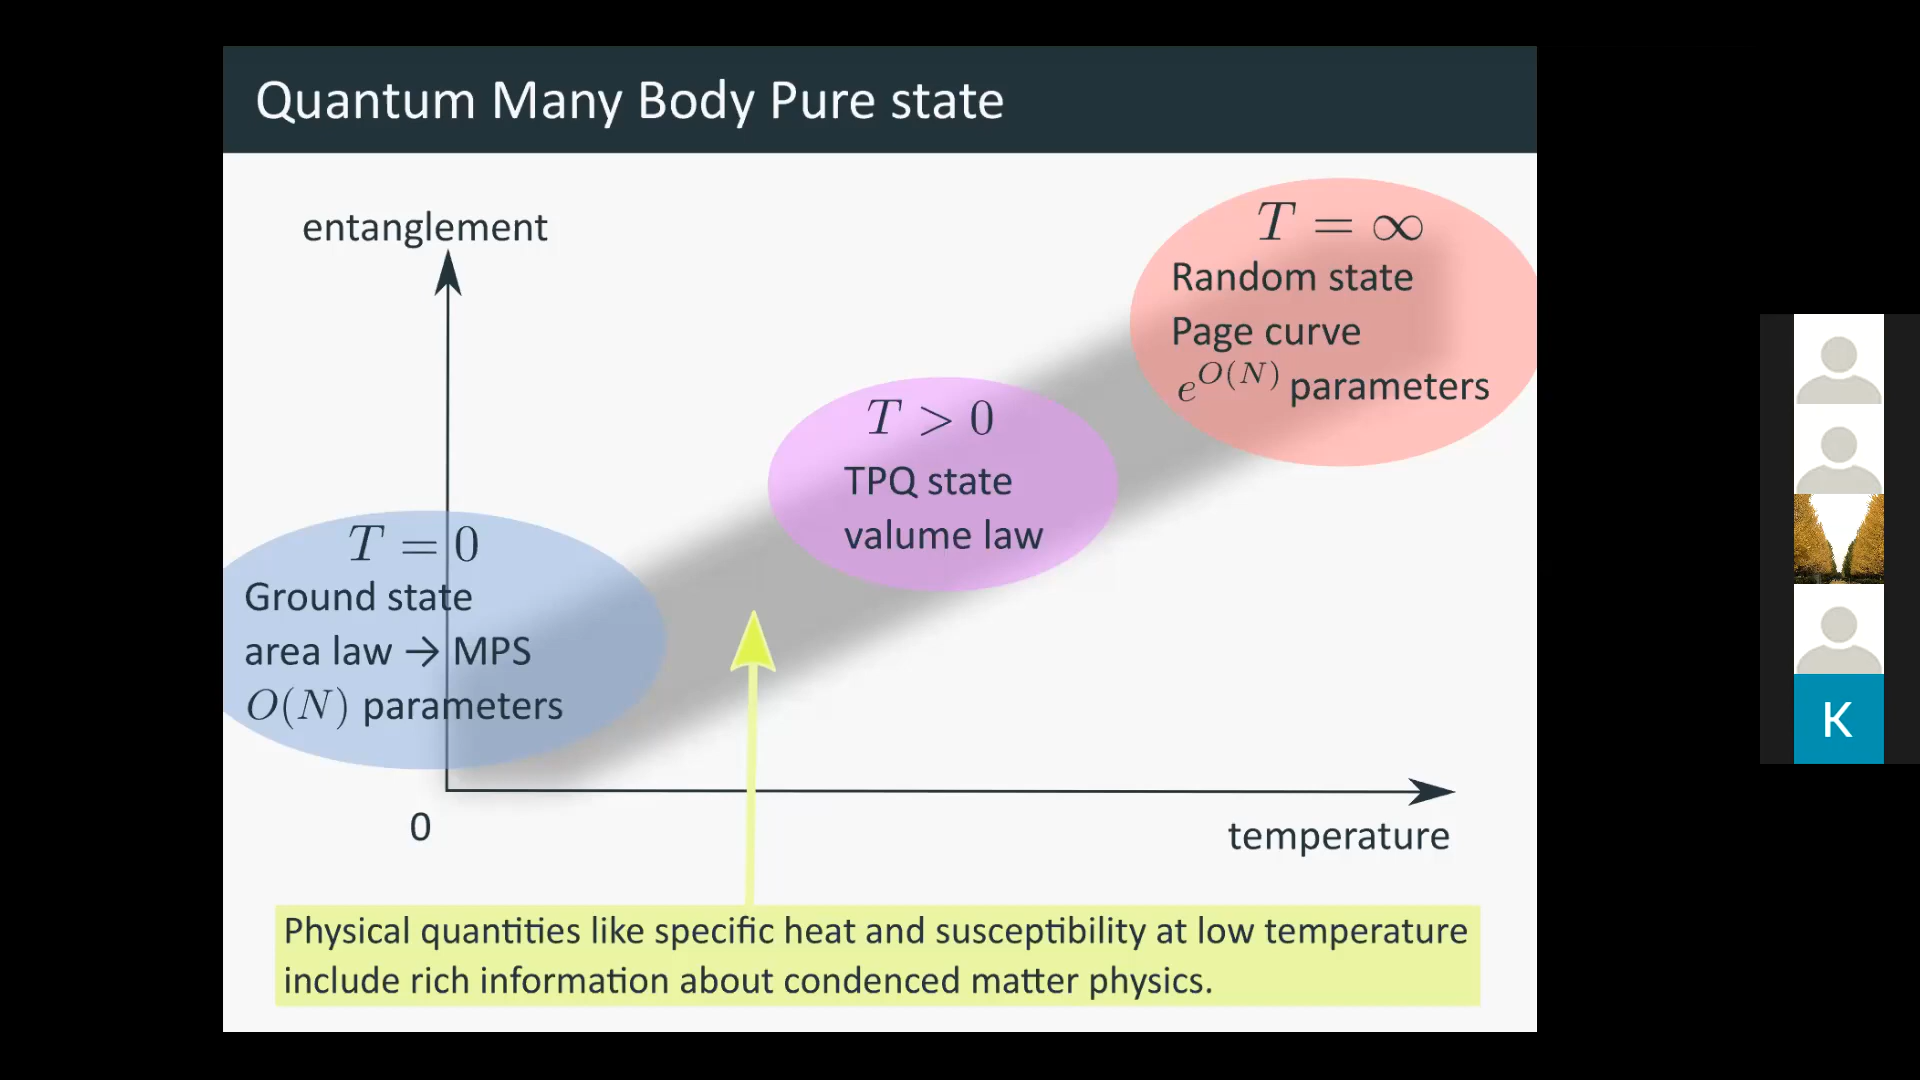 Quantum Many Body Pure state
entanglement
T = ∞
Random state
Page curve
e^{O(N)} parameters
T > 0
TPQ state
valume law
T = 0
Ground state
area law → MPS
O(N) parameters
0
temperature
Physical quantities like specific heat and susceptibility at low temperature
include rich information about condenced matter physics.
K